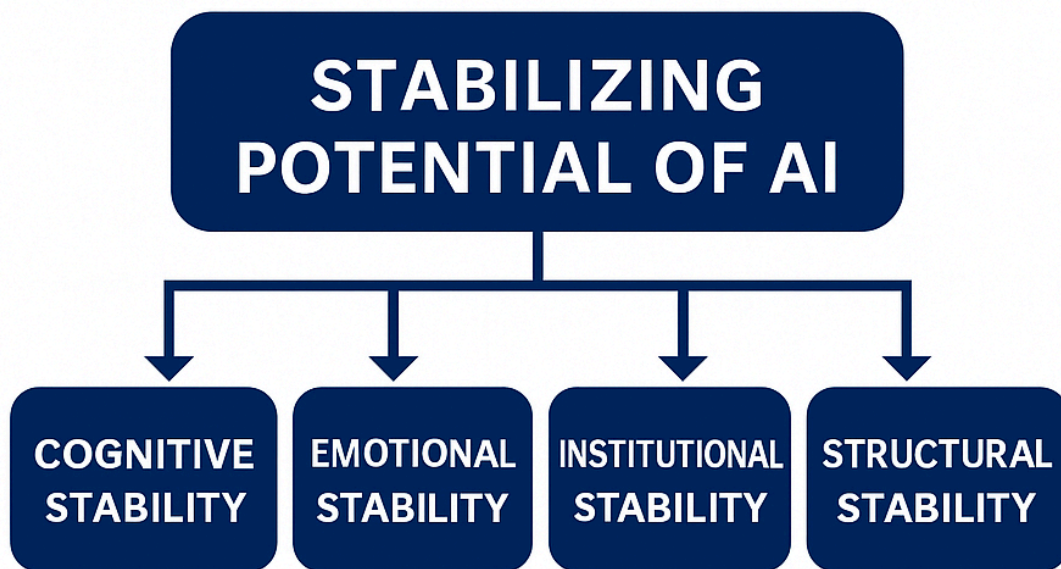 STABILIZING
POTENTIAL OF AI
COGNITIVE
STABILITY
EMOTIONAL
STABILITY
INSTITUTIONAL
STABILITY
STRUCTURAL
STABILITY